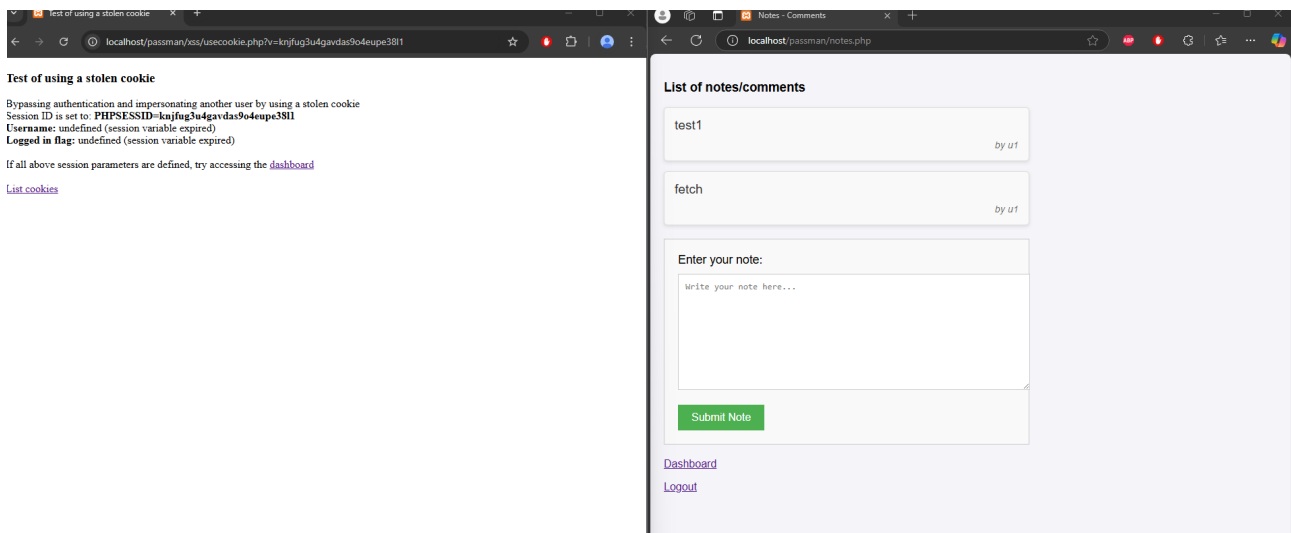 Test of using a stolen cookie
localhost/passman/xss/usecookie.php?v=knjfug3u4gavdas9o4eupe38l1
Test of using a stolen cookie
Bypassing authentication and impersonating another user by using a stolen cookie
Session ID is set to: PHPSESSID=knjfug3u4gavdas9o4eupe38l1
Username: undefined (session variable expired)
Logged in flag: undefined (session variable expired)
If all above session parameters are defined, try accessing the dashboard
List cookies
Notes - Comments
localhost/passman/notes.php
ABP
List of notes/comments
test1
by u1
fetch
by u1
Enter your note:
Write your note here...
Submit Note
Dashboard
Logout